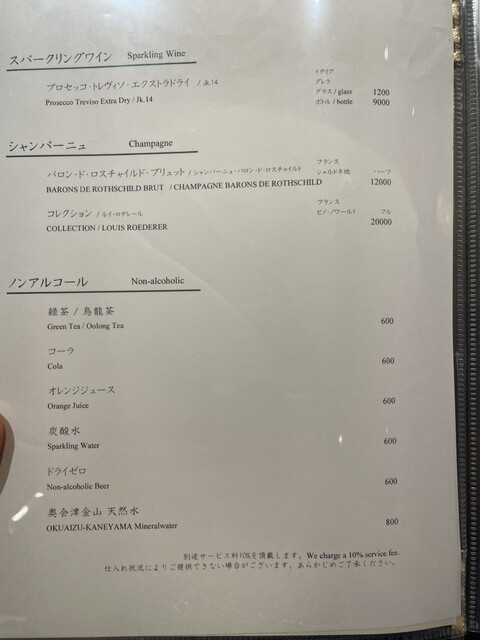 スパークリングワイン Sparkling Wine
イタリア
プロセッコ・トレヴィソ・エクストラドライ / Jk.14 グレラ
グラス / glass 1200
Prosecco Treviso Extra Dry / Jk.14 ボトル / bottle 9000
シャンパーニュ Champagne
フランス
バロン・ド・ロスチャイルド・ブリュット / シャンパーニュ・バロン・ド・ロスチャイルド シャルドネ他 ハーフ
BARONS DE ROTHSCHILD BRUT / CHAMPAGNE BARONS DE ROTHSCHILD 12000
フランス
コレクション / ルイ・ロデレール ピノ・ノワール他 フル
COLLECTION / LOUIS ROEDERER 20000
ノンアルコール Non-alcoholic
緑茶 / 烏龍茶
Green Tea / Oolong Tea 600
コーラ
Cola 600
オレンジジュース
Orange Juice 600
炭酸水
Sparkling Water 600
ドライゼロ
Non-alcoholic Beer 600
奥会津金山 天然水
OKUAIZU-KANEYAMA Mineralwater 800
別途サービス料10%を頂戴します。We charge a 10% service fee.
仕入れ状況によりご提供できない場合がございます。あらかじめご了承ください。